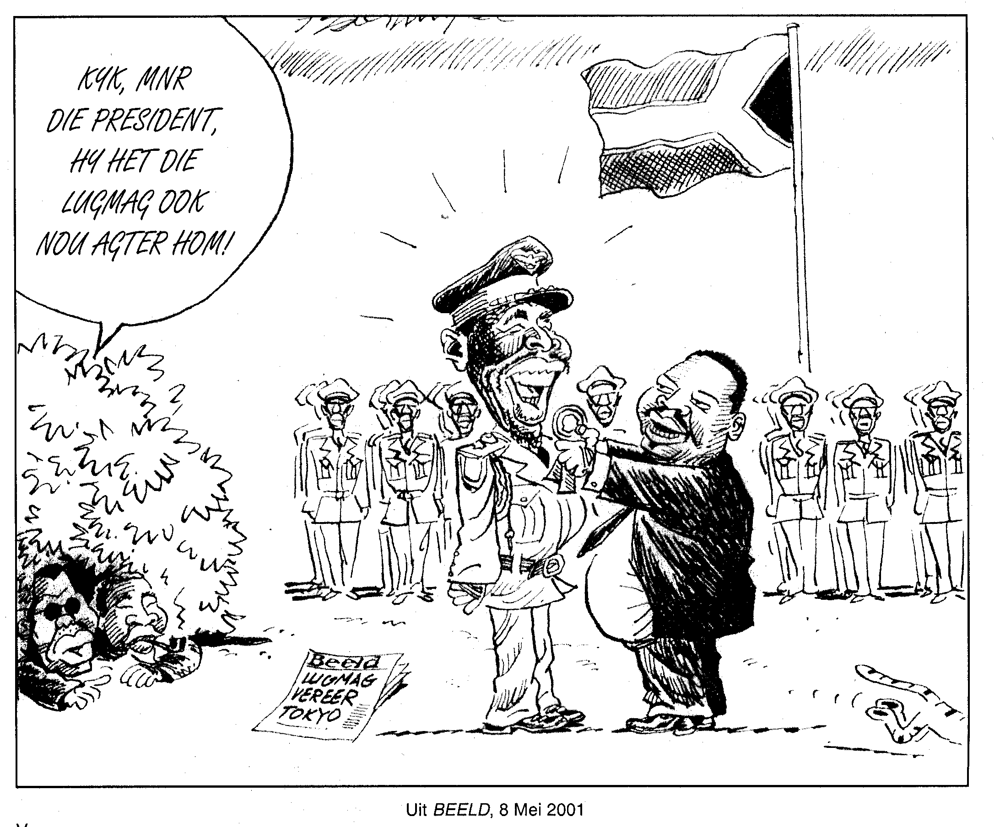 KYK, MNR
DIE PRESIDENT,
HY HET DIE
LUGMAG OOK
NOU AGTER HOM!
Beeld
LUGMAG
VEREER
TOKYO
Uit BEELD, 8 Mei 2001